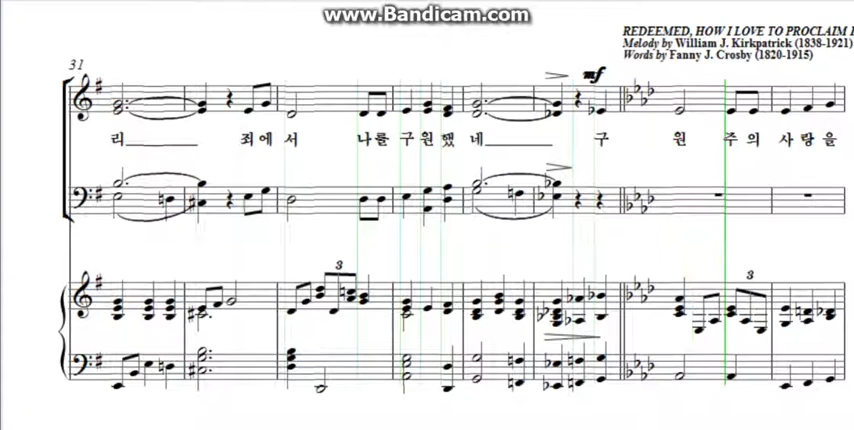 www.Bandicam.com
REDEEMED, HOW I LOVE TO PROCLAIM I
Melody by William J. Kirkpatrick (1838-1921)
Words by Fanny J. Crosby (1820-1915)
31
mf
리 죄에서 나를 구원했네 구원 주의 사랑을
3 3